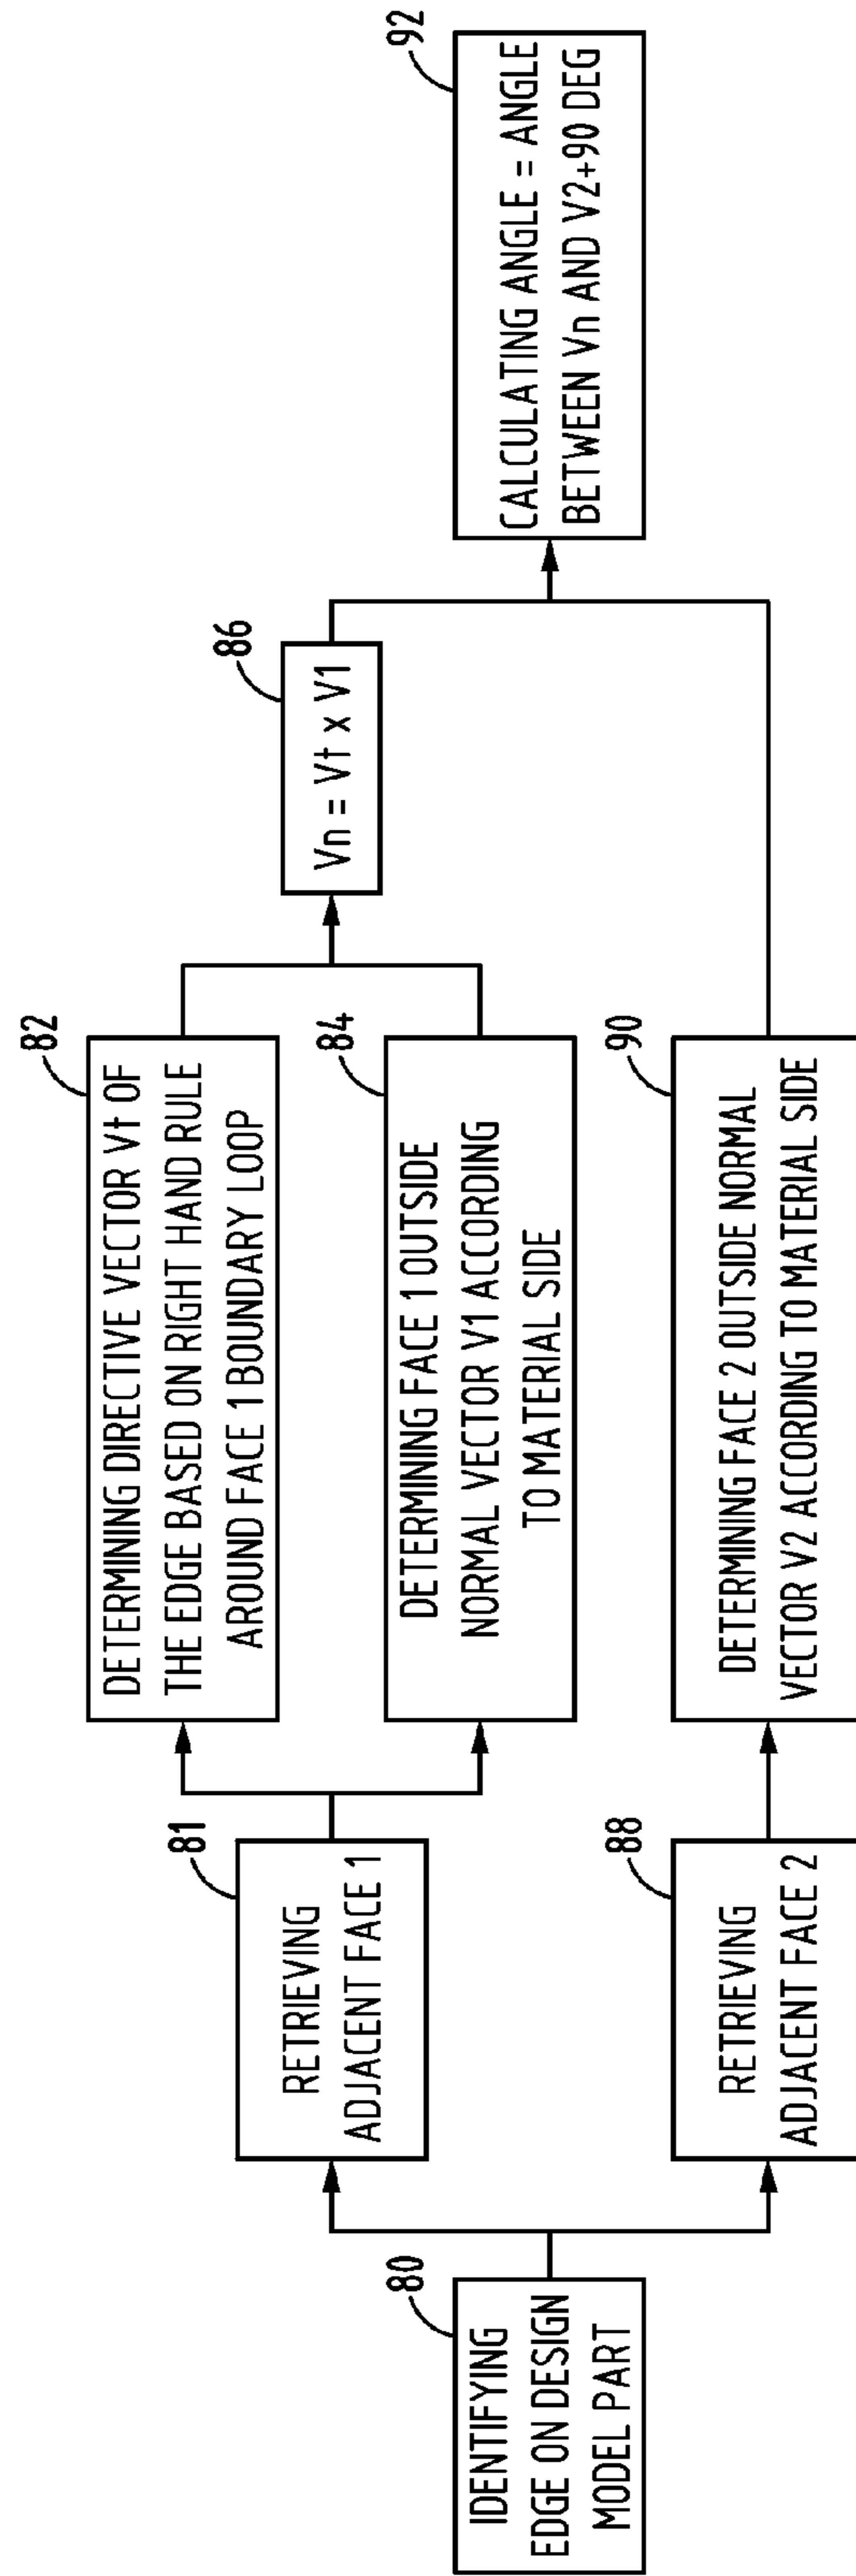 80
IDENTIFYING
EDGE ON DESIGN
MODEL PART
81
RETRIEVING
ADJACENT FACE 1
88
RETRIEVING
ADJACENT FACE 2
82
DETERMINING DIRECTIVE VECTOR Vt OF
THE EDGE BASED ON RIGHT HAND RULE
AROUND FACE 1 BOUNDARY LOOP
84
DETERMINING FACE 1 OUTSIDE
NORMAL VECTOR V1 ACCORDING
TO MATERIAL SIDE
90
DETERMINING FACE 2 OUTSIDE NORMAL
VECTOR V2 ACCORDING TO MATERIAL SIDE
86
Vn = Vt x V1
92
CALCULATING ANGLE = ANGLE
BETWEEN Vn AND V2+90 DEG